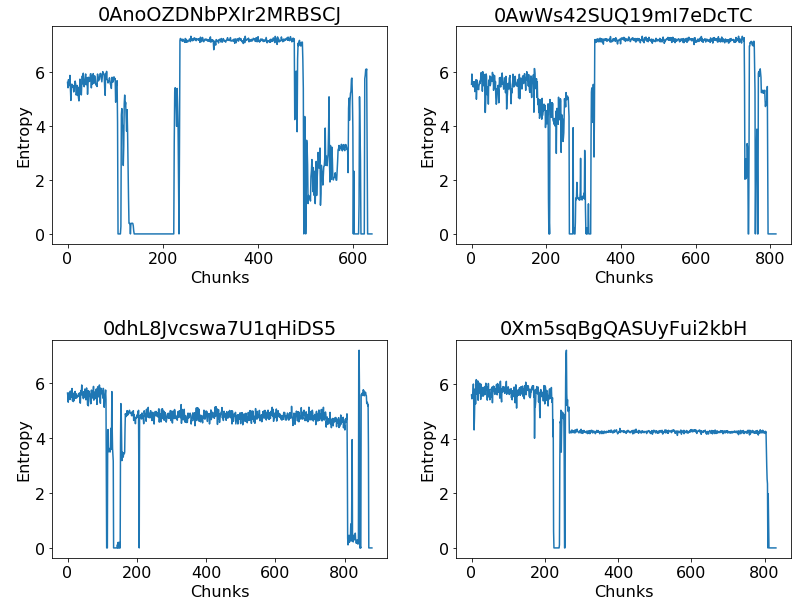 0AnoOZDNbPXIr2MRBSCJ
6
4
2
0
Entropy
0
200
400
600
Chunks
0AwWs42SUQ19mI7eDcTC
6
4
2
0
Entropy
0
200
400
600
800
Chunks
0dhL8Jvcswa7U1qHiDS5
6
4
2
0
Entropy
0
200
400
600
800
Chunks
0Xm5sqBgQASUyFui2kbH
6
4
2
0
Entropy
0
200
400
600
800
Chunks